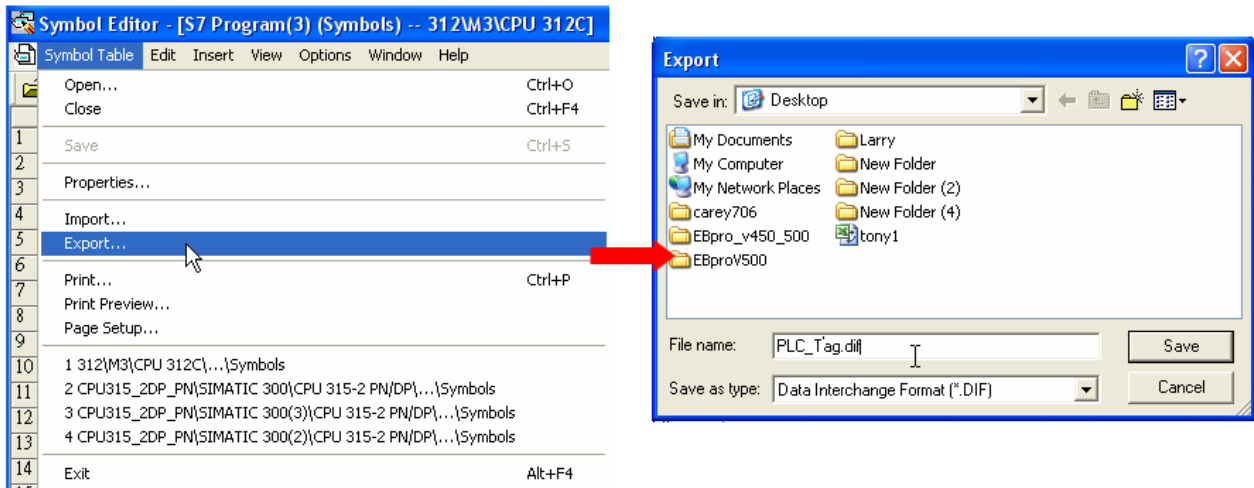 Symbol Editor - [S7 Program(3) (Symbols) -- 312\M3\CPU 312C]
Symbol Table Edit Insert View Options Window Help
Open... Ctrl+O
Close Ctrl+F4
1
Save Ctrl+S
2
3 Properties...
4 Import...
5 Export...
6
7 Print... Ctrl+P
Print Preview...
8
Page Setup...
9
10 1 312\M3\CPU 312C\...\Symbols
11 2 CPU315_2DP_PN\SIMATIC 300\CPU 315-2 PN/DP\...\Symbols
12 3 CPU315_2DP_PN\SIMATIC 300(3)\CPU 315-2 PN/DP\...\Symbols
13 4 CPU315_2DP_PN\SIMATIC 300(2)\CPU 315-2 PN/DP\...\Symbols
14 Exit Alt+F4
Export
Save in: Desktop
My Documents Larry
My Computer New Folder
My Network Places New Folder (2)
carey706 New Folder (4)
EBpro_v450_500 tony1
EBproV500
File name: PLC_Tag.dif Save
Save as type: Data Interchange Format (*.DIF) Cancel